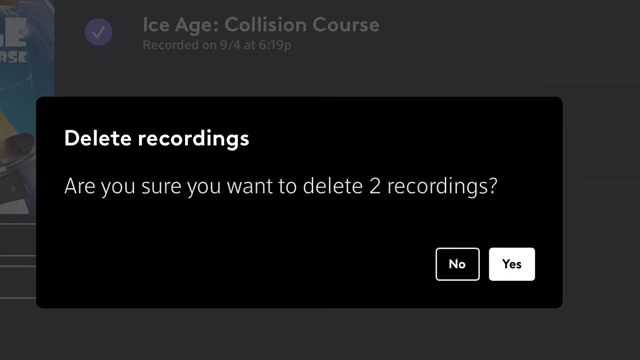 Ice Age: Collision Course
Recorded on 9/4 at 6:19p
Delete recordings
Are you sure you want to delete 2 recordings?
No
Yes